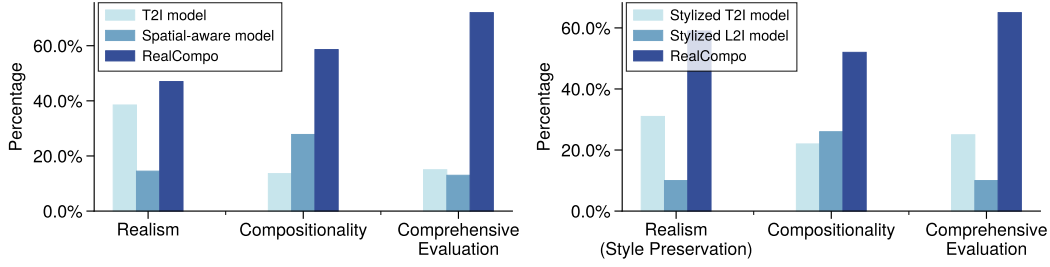 T2I model
Spatial-aware model
RealCompo
Percentage
60.0%
40.0%
20.0%
0.0%
Realism
Compositionality
Comprehensive
Evaluation
Stylized T2I model
Stylized L2I model
RealCompo
Percentage
60.0%
40.0%
20.0%
0.0%
Realism
(Style Preservation)
Compositionality
Comprehensive
Evaluation